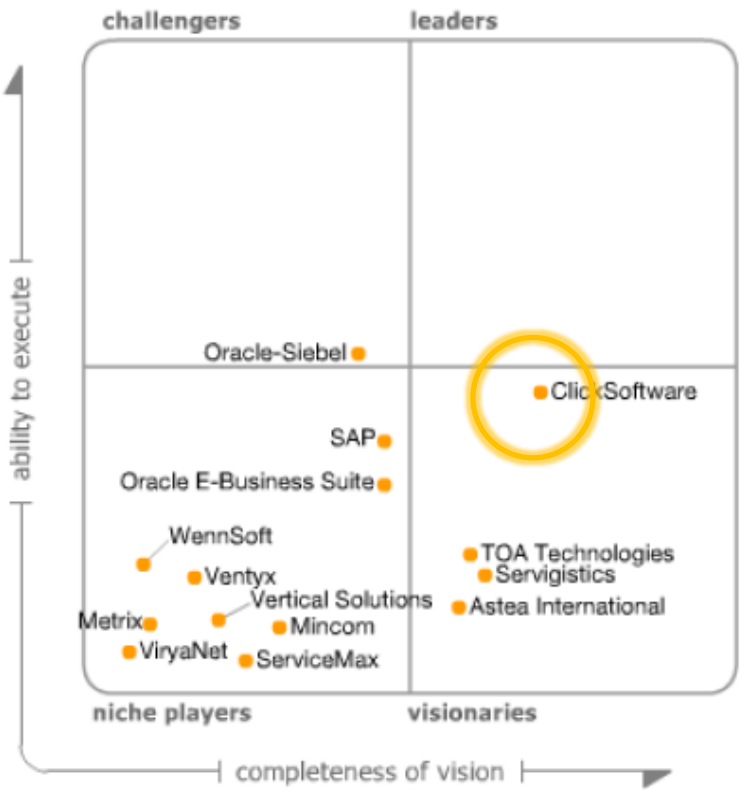 challengers
leaders
ability to execute
Oracle-Siebel
ClickSoftware
SAP
Oracle E-Business Suite
WennSoft
TOA Technologies
Ventyx
Servigistics
Vertical Solutions
Astea International
Metrix
Mincom
ViryaNet
ServiceMax
niche players
visionaries
completeness of vision